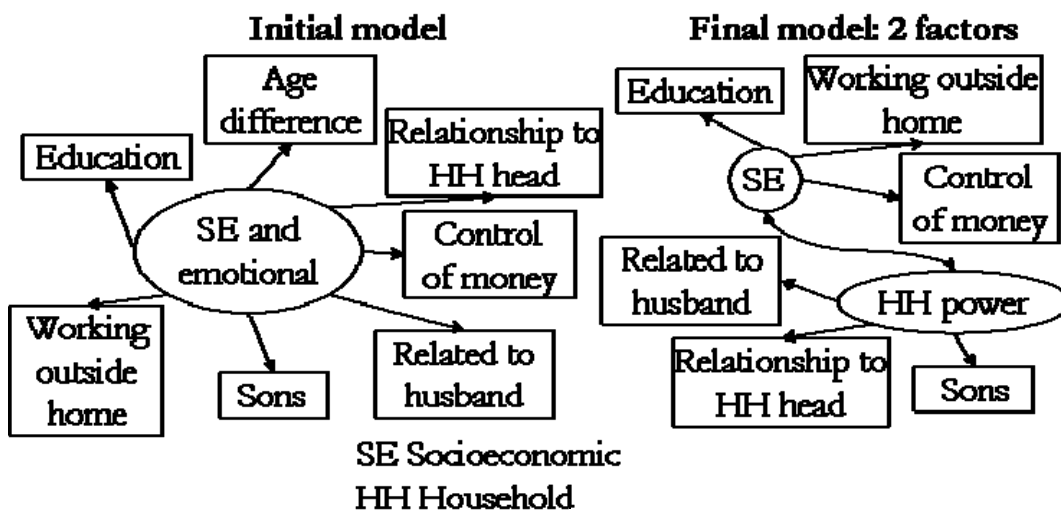 Initial model
Age
difference
Education
Relationship to
HH head
SE and
emotional
Control
of money
Working
outside
home
Sons
Related to
husband
Final model: 2 factors
Education
Working outside
home
SE
Control
of money
Related to
husband
HH power
Relationship to
HH head
Sons
SE Socioeconomic
HH Household